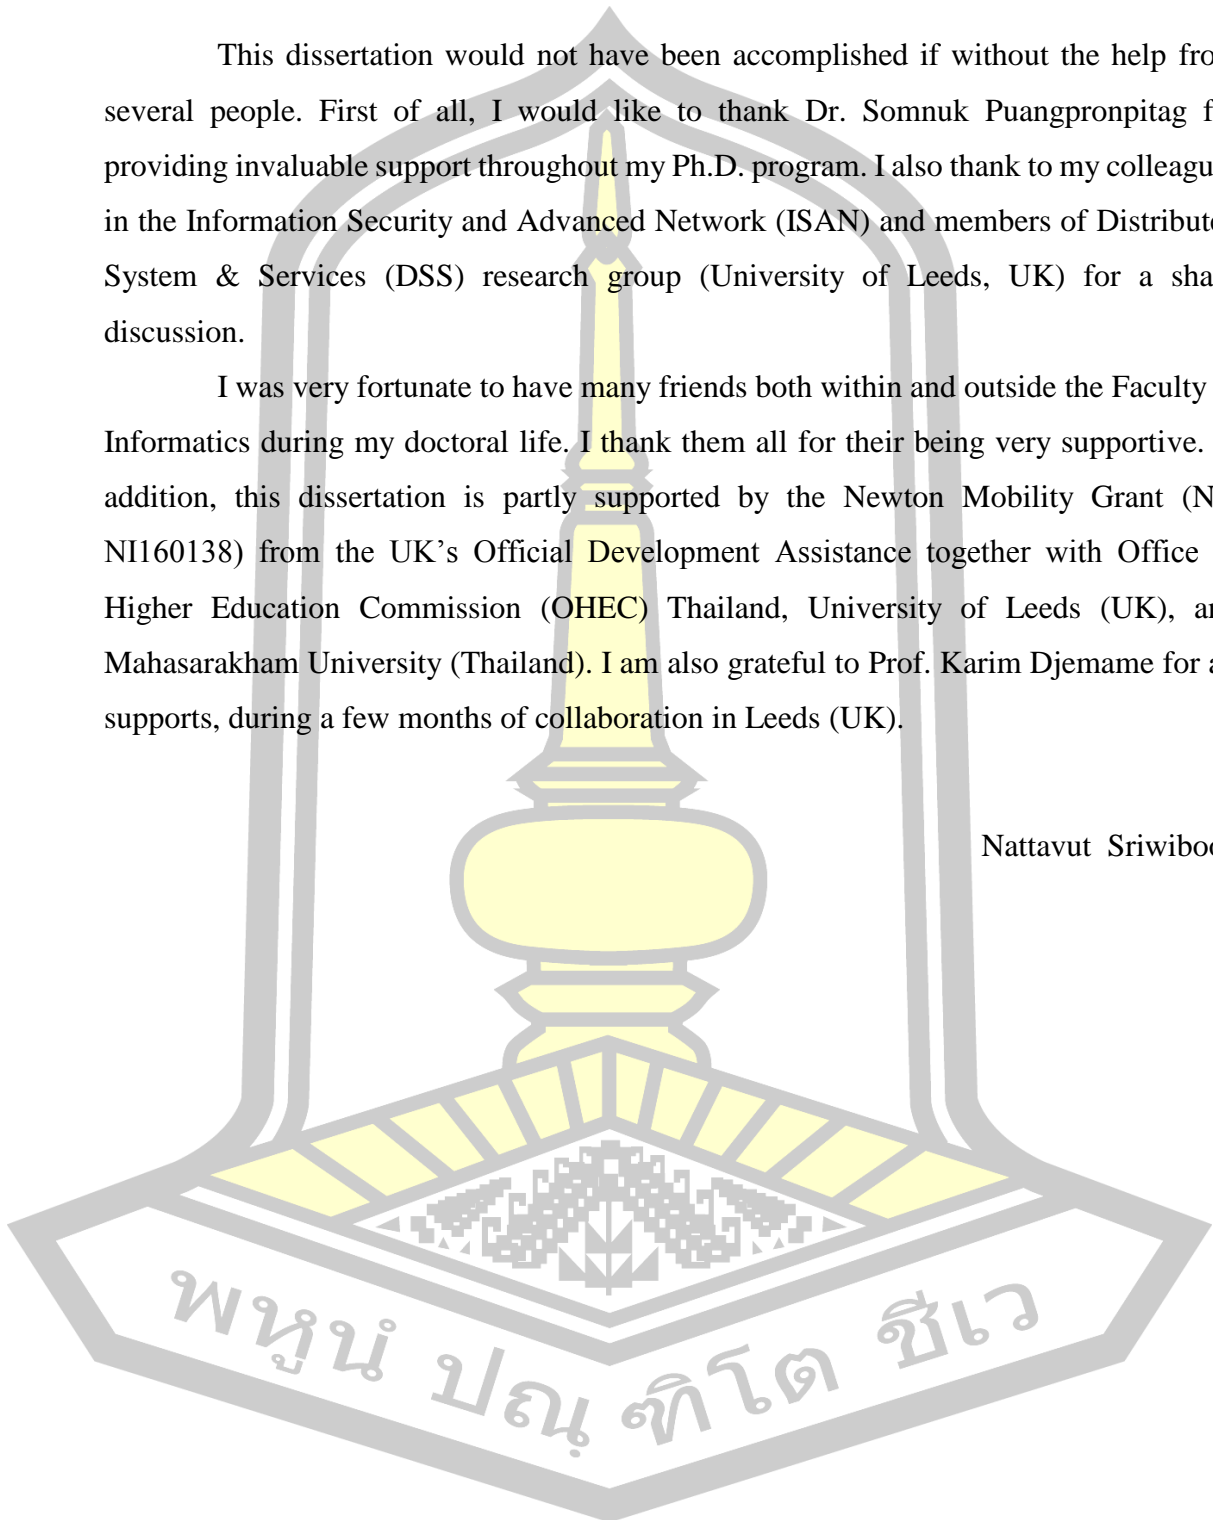 This dissertation would not have been accomplished if without the help fro
several people. First of all, I would like to thank Dr. Somnuk Puangpronpitag f
providing invaluable support throughout my Ph.D. program. I also thank to my colleagu
in the Information Security and Advanced Network (ISAN) and members of Distribute
System & Services (DSS) research group (University of Leeds, UK) for a sha
discussion.
I was very fortunate to have many friends both within and outside the Faculty
Informatics during my doctoral life. I thank them all for their being very supportive.
addition, this dissertation is partly supported by the Newton Mobility Grant (N
NI160138) from the UK’s Official Development Assistance together with Office
Higher Education Commission (OHEC) Thailand, University of Leeds (UK), a
Mahasarakham University (Thailand). I am also grateful to Prof. Karim Djemame for a
supports, during a few months of collaboration in Leeds (UK).
Nattavut Sriwiboo
พหูนํ ปณฺ ฑิโต ชีเว